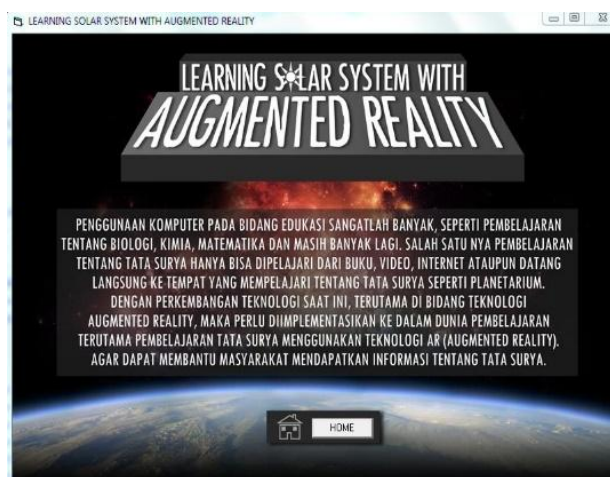 LEARNING SOLAR SYSTEM WITH AUGMENTED REALITY
LEARNING SOLAR SYSTEM WITH
AUGMENTED REALITY
PENGGUNAAN KOMPUTER PADA BIDANG EDUKASI SANGATLAH BANYAK, SEPERTI PEMBELAJARAN
TENTANG BIOLOGI, KIMIA, MATEMATIKA DAN MASIH BANYAK LAGI. SALAH SATU NYA PEMBELAJARAN
TENTANG TATA SURYA HANYA BISA DIPELAJARI DARI BUKU, VIDEO, INTERNET ATAUPUN DATANG
LANGSUNG KE TEMPAT YANG MEMPELAJARI TENTANG TATA SURYA SEPERTI PLANETARIUM.
DENGAN PERKEMBANGAN TEKNOLOGI SAAT INI, TERUTAMA DI BIDANG TEKNOLOGI
AUGMENTED REALITY, MAKA PERLU DIIMPLEMENTASIKAN KE DALAM DUNIA PEMBELAJARAN
TERUTAMA PEMBELAJARAN TATA SURYA MENGGUNAKAN TEKNOLOGI AR (AUGMENTED REALITY).
AGAR DAPAT MEMBANTU MASYARAKAT MENDAPATKAN INFORMASI TENTANG TATA SURYA.
HOME